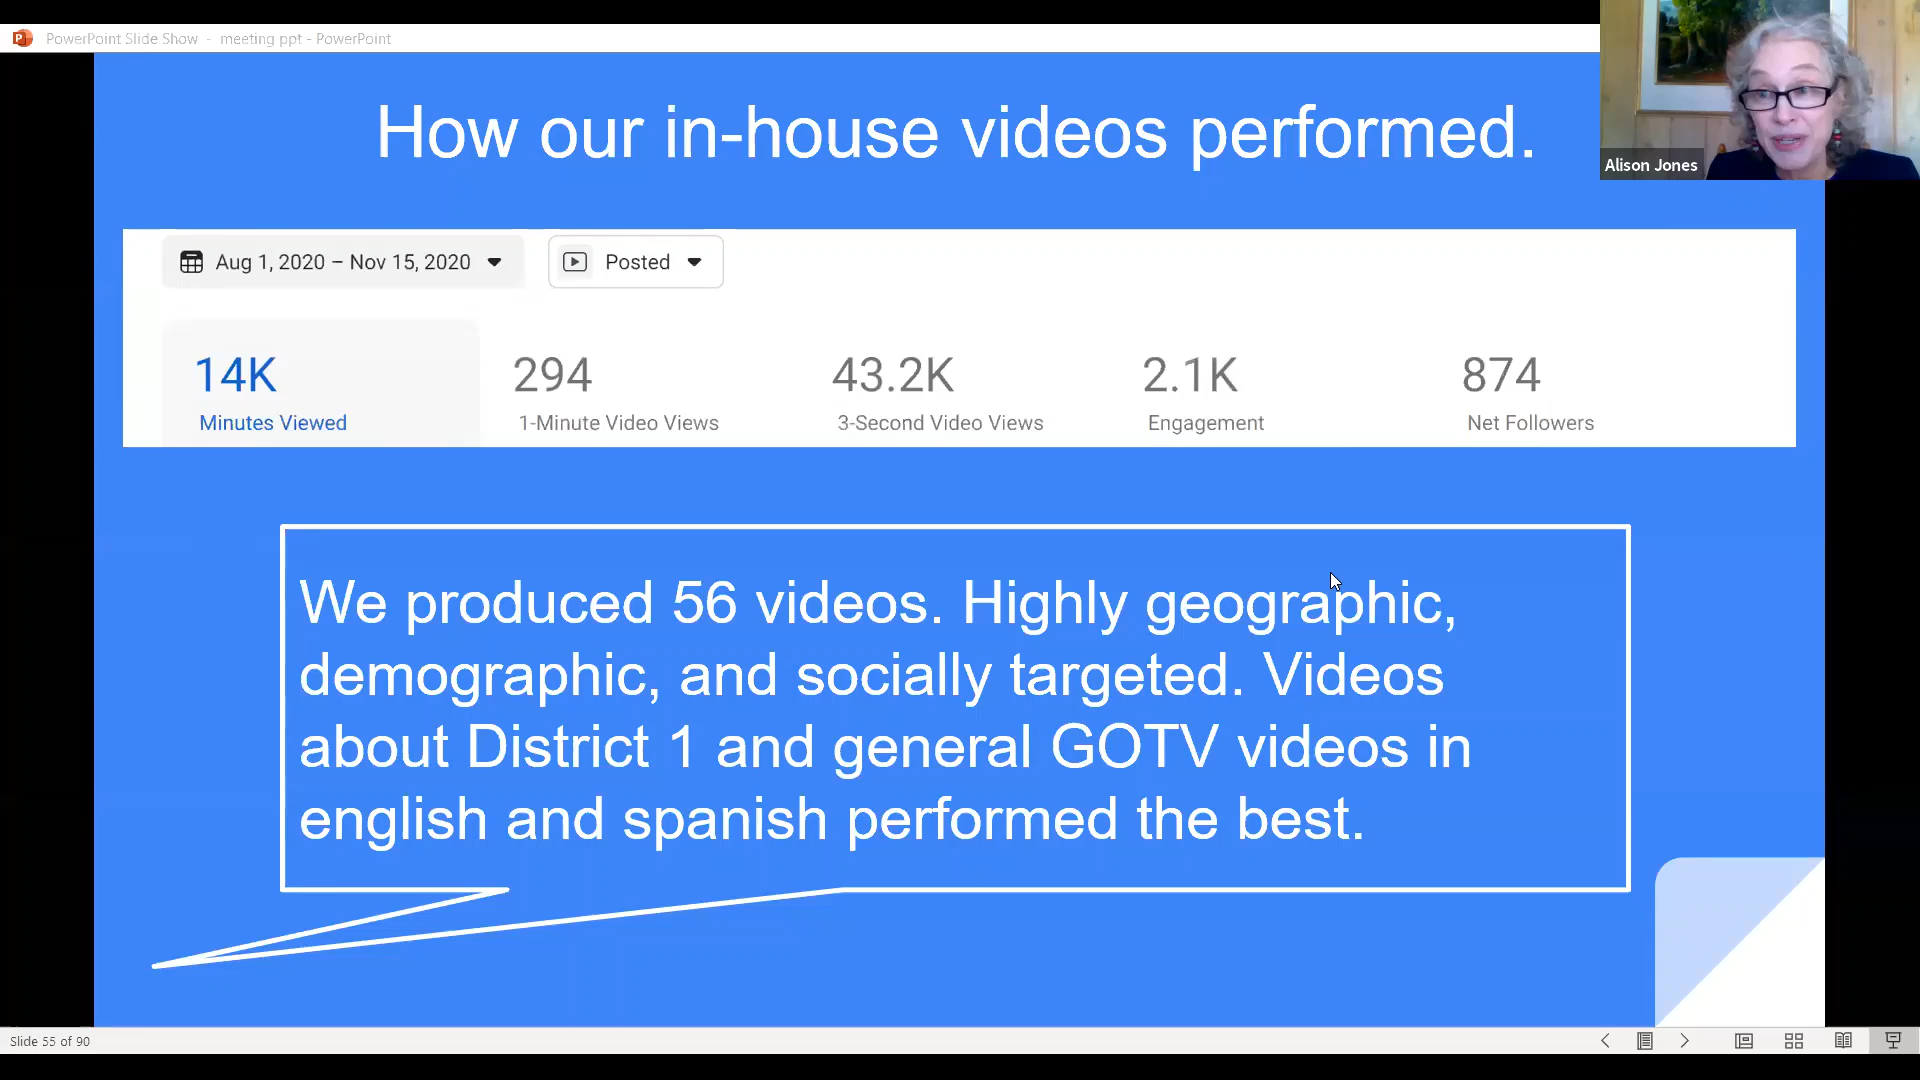 PowerPoint Slide Show - meeting ppt - PowerPoint
Alison Jones
How our in-house videos performed.
Aug 1, 2020 – Nov 15, 2020 Posted
14K 294 43.2K 2.1K 874
Minutes Viewed 1-Minute Video Views 3-Second Video Views Engagement Net Followers
We produced 56 videos. Highly geographic,
demographic, and socially targeted. Videos
about District 1 and general GOTV videos in
english and spanish performed the best.
Slide 55 of 90